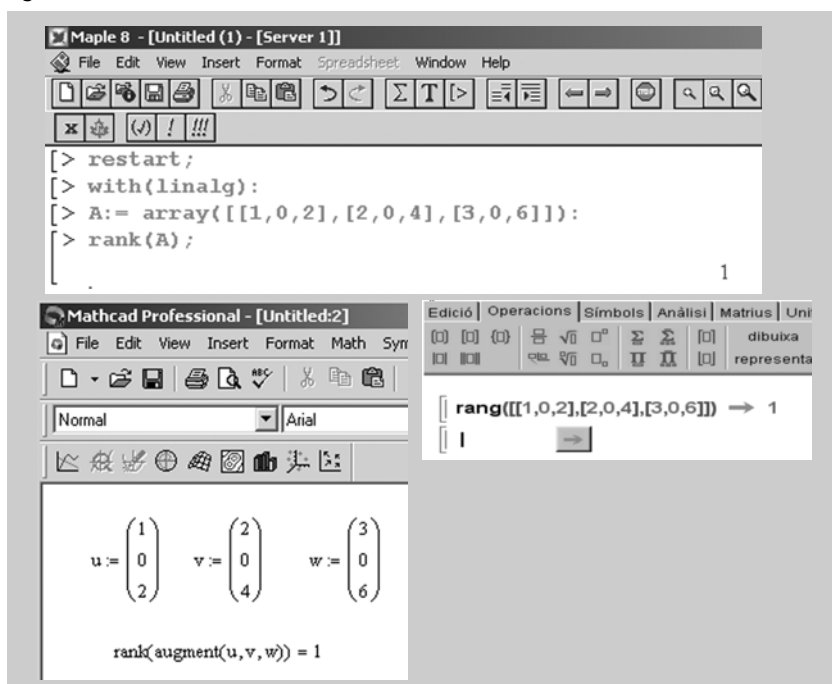 Maple 8 - [Untitled (1) - [Server 1]]
File Edit View Insert Format Spreadsheet Window Help
[> restart;
[> with(linalg):
[> A:= array([[1,0,2],[2,0,4],[3,0,6]]):
[> rank(A);
1
Mathcad Professional - [Untitled:2]
File Edit View Insert Format Math Sym
Normal Arial
u := (1 0 2) v := (2 0 4) w := (3 0 6)
rank(augment(u,v,w)) = 1
Edició Operacions Símbols Anàlisi Matrius Uni
dibuixa
representa
rang([[1,0,2],[2,0,4],[3,0,6]]) → 1